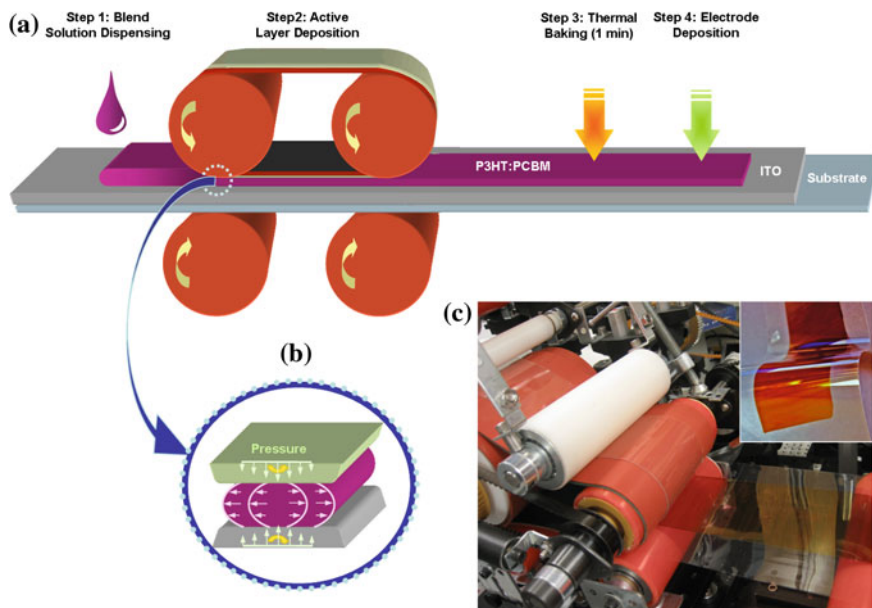 (a)
Step 1: Blend
Solution Dispensing
Step2: Active
Layer Deposition
Step 3: Thermal
Baking (1 min)
Step 4: Electrode
Deposition
P3HT:PCBM
ITO
Substrate
(b)
Pressure
(c)